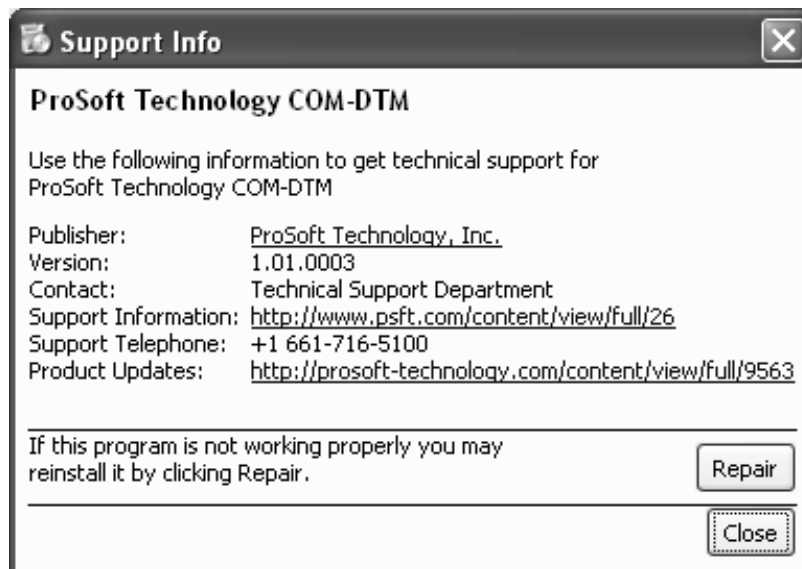 Support Info
ProSoft Technology COM-DTM
Use the following information to get technical support for
ProSoft Technology COM-DTM
Publisher: ProSoft Technology, Inc.
Version: 1.01.0003
Contact: Technical Support Department
Support Information: http://www.psft.com/content/view/full/26
Support Telephone: +1 661-716-5100
Product Updates: http://prosoft-technology.com/content/view/full/9563
If this program is not working properly you may
reinstall it by clicking Repair.
Repair
Close